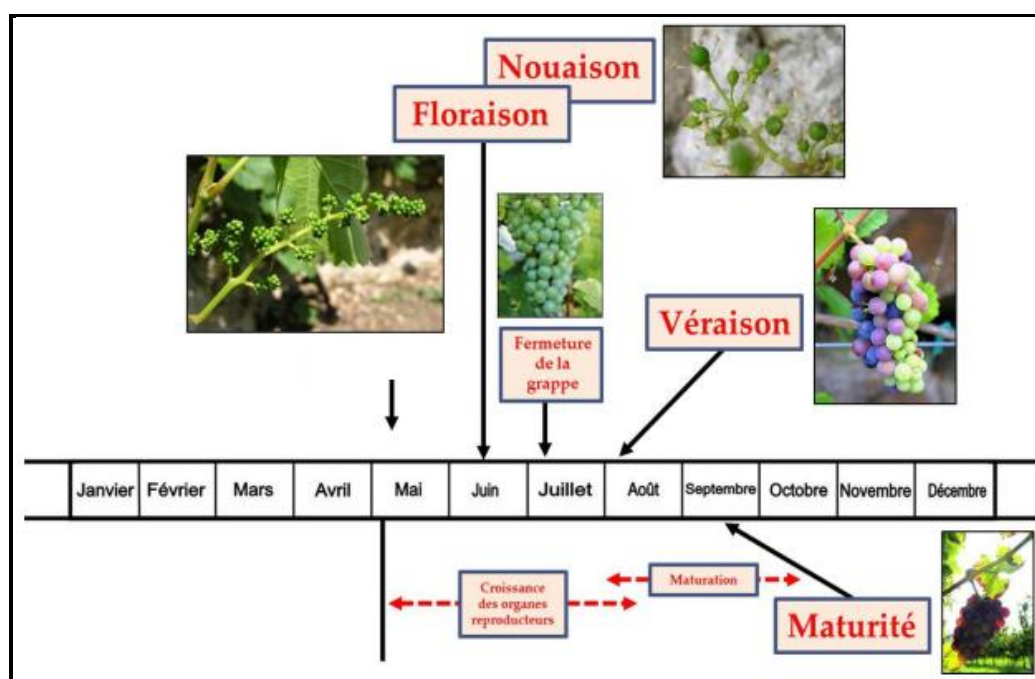 Nouaison
Floraison
Fermeture
de la
grappe
Véraison
Janvier Février Mars Avril Mai Juin Juillet Août Septembre Octobre Novembre Décembre
Croissance
des organes
reproducteurs
Maturation
Maturité